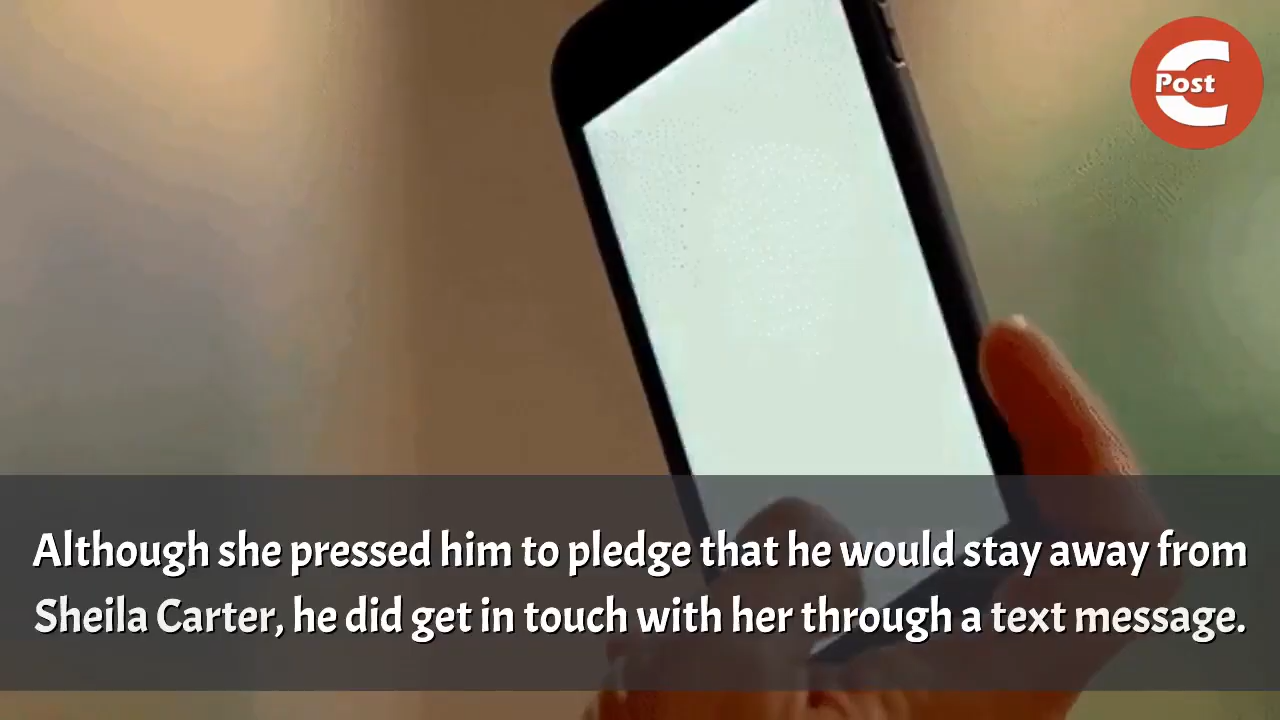 Post
Although she pressed him to pledge that he would stay away from
Sheila Carter, he did get in touch with her through a text message.